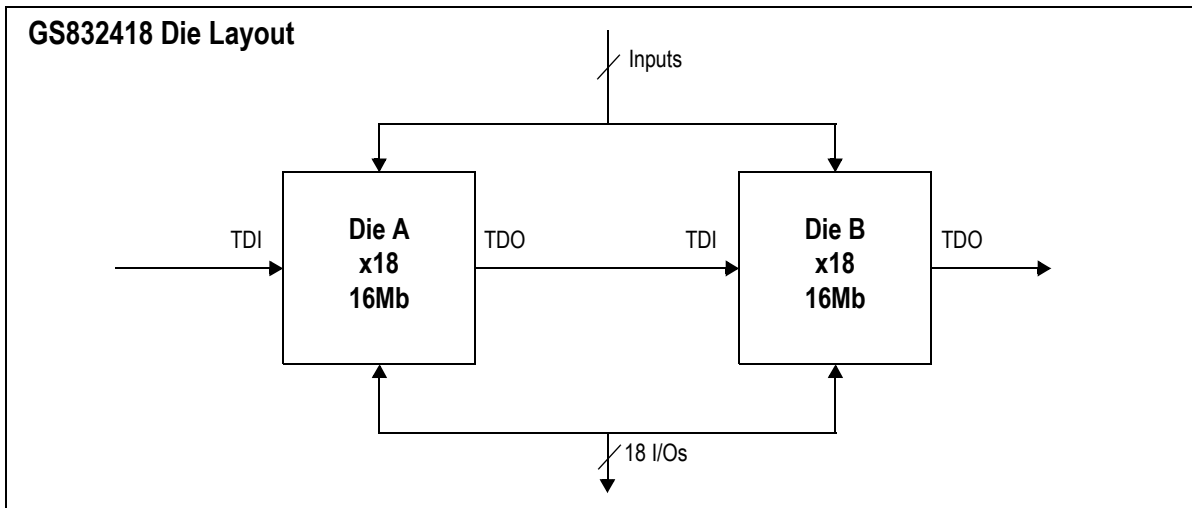 GS832418 Die Layout
Inputs
TDI
Die A
x18
16Mb
TDO
TDI
Die B
x18
16Mb
TDO
18 I/Os